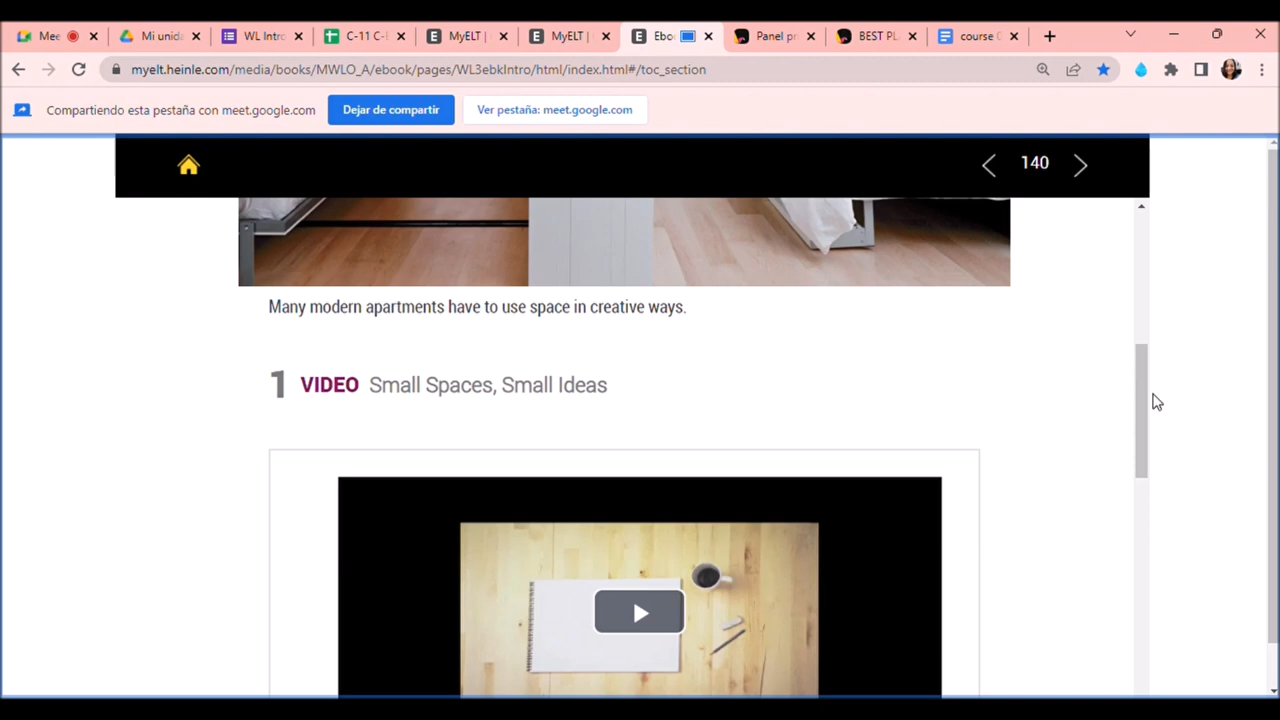 Mee
Mi unida
WL Intro
C-11 C-E
MyELT |
MyELT |
Ebo
Panel pr
BEST PL
course
myelt.heinle.com/media/books/MWLO_A/ebook/pages/WL3ebkIntro/html/index.html#/toc_section
Compartiendo esta pestaña con meet.google.com
Dejar de compartir
Ver pestaña: meet.google.com
140
Many modern apartments have to use space in creative ways.
1 VIDEO Small Spaces, Small Ideas